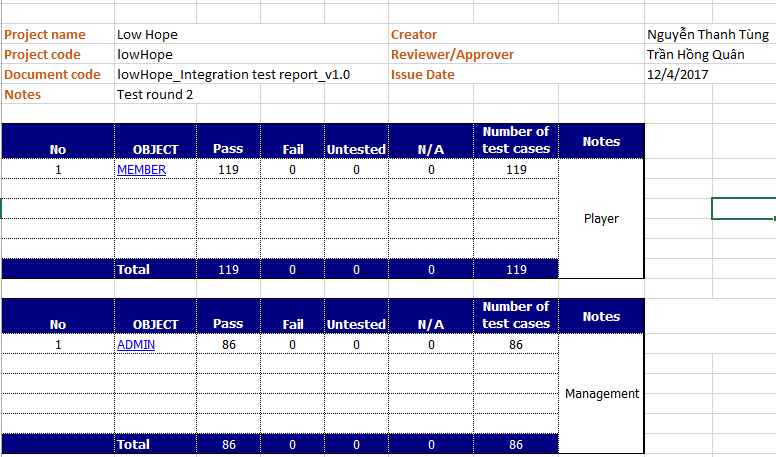 Project name Low Hope Creator Nguyễn Thanh Tùng
Project code lowHope Reviewer/Approver Trần Hồng Quân
Document code lowHope_Integration test report_v1.0 Issue Date 12/4/2017
Notes Test round 2
No OBJECT Pass Fail Untested N/A Number of test cases Notes
1 MEMBER 119 0 0 0 119
Player
Total 119 0 0 0 119
No OBJECT Pass Fail Untested N/A Number of test cases Notes
1 ADMIN 86 0 0 0 86
Management
Total 86 0 0 0 86